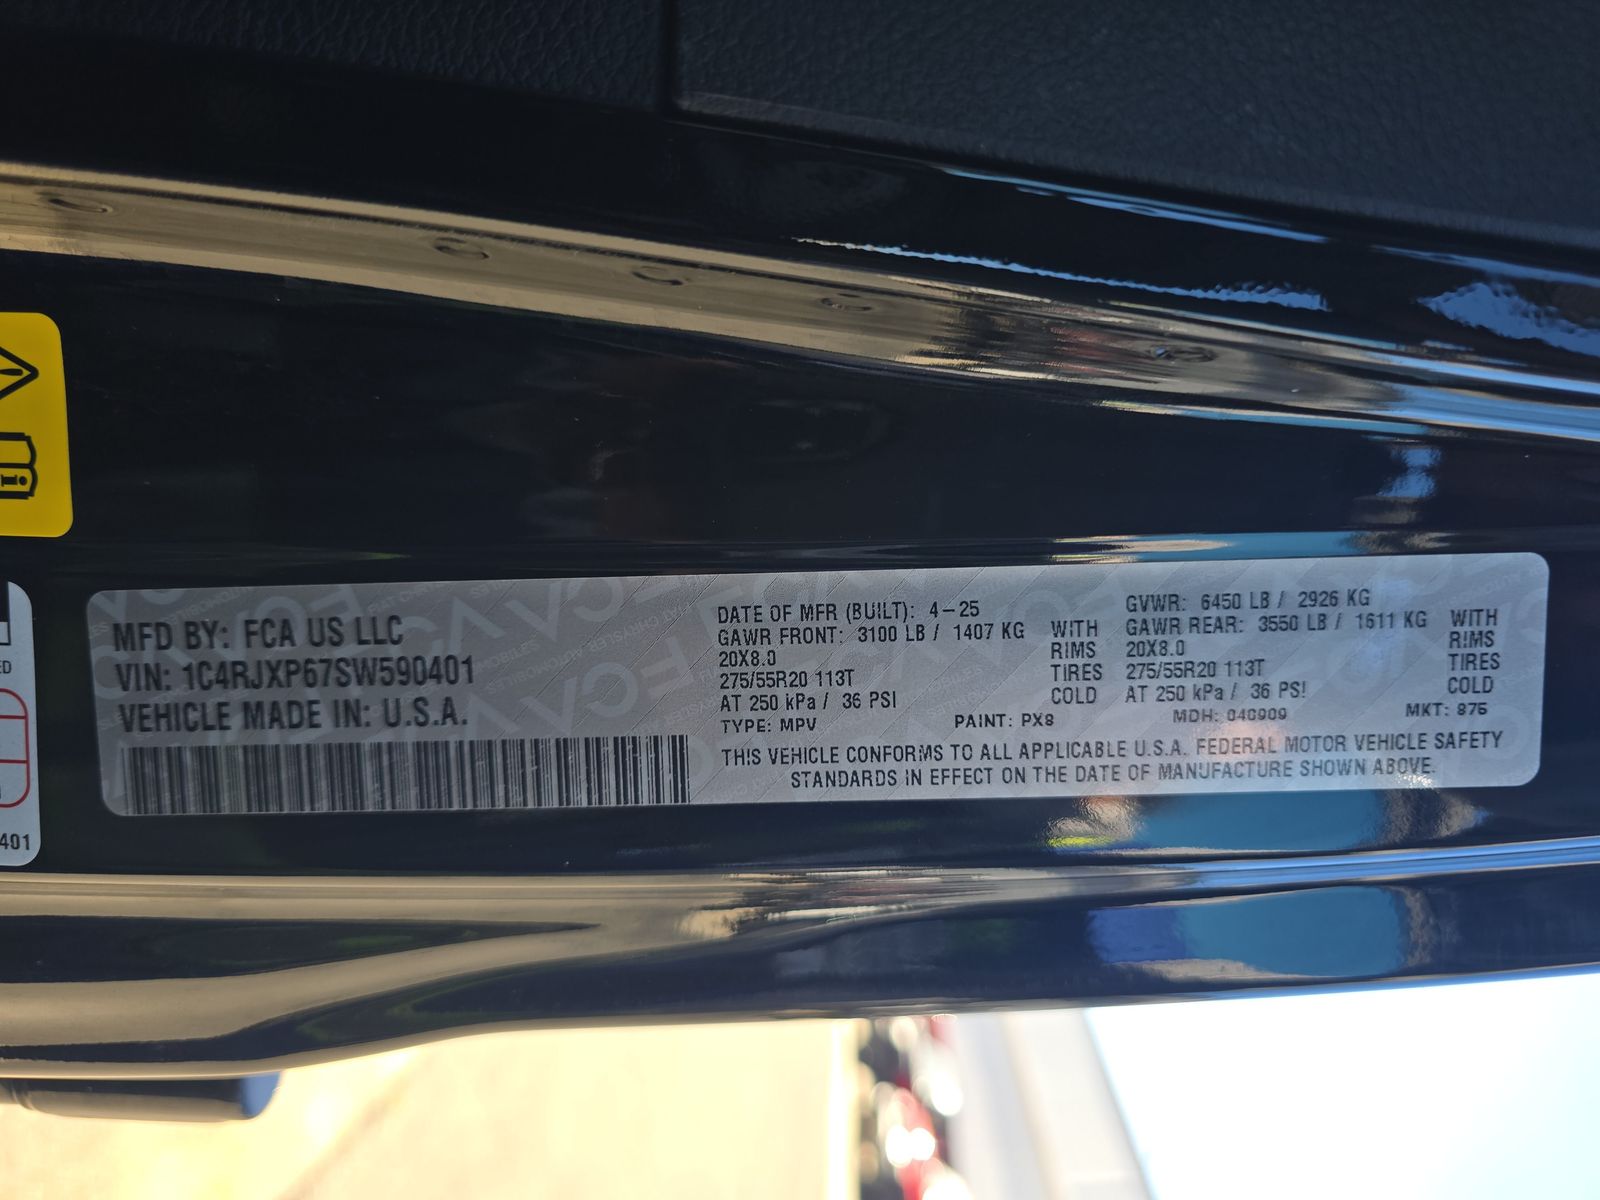 MFD BY: FCA US LLC
VIN: 1C4RJXP67SW590401
VEHICLE MADE IN: U.S.A.
DATE OF MFR (BUILT): 4-25
GAWR FRONT: 3100 LB / 1407 KG
20X8.0
275/55R20 113T
AT 250 kPa / 36 PSI
WITH
RIMS
TIRES
COLD
GVWR: 6450 LB / 2926 KG
GAWR REAR: 3550 LB / 1611 KG
20X8.0
275/55R20 113T
AT 250 kPa / 36 PSI
WITH
RIMS
TIRES
COLD
TYPE: MPV PAINT: PX8 MDH: 040909 MKT: 875
THIS VEHICLE CONFORMS TO ALL APPLICABLE U.S.A. FEDERAL MOTOR VEHICLE SAFETY
STANDARDS IN EFFECT ON THE DATE OF MANUFACTURE SHOWN ABOVE.
401